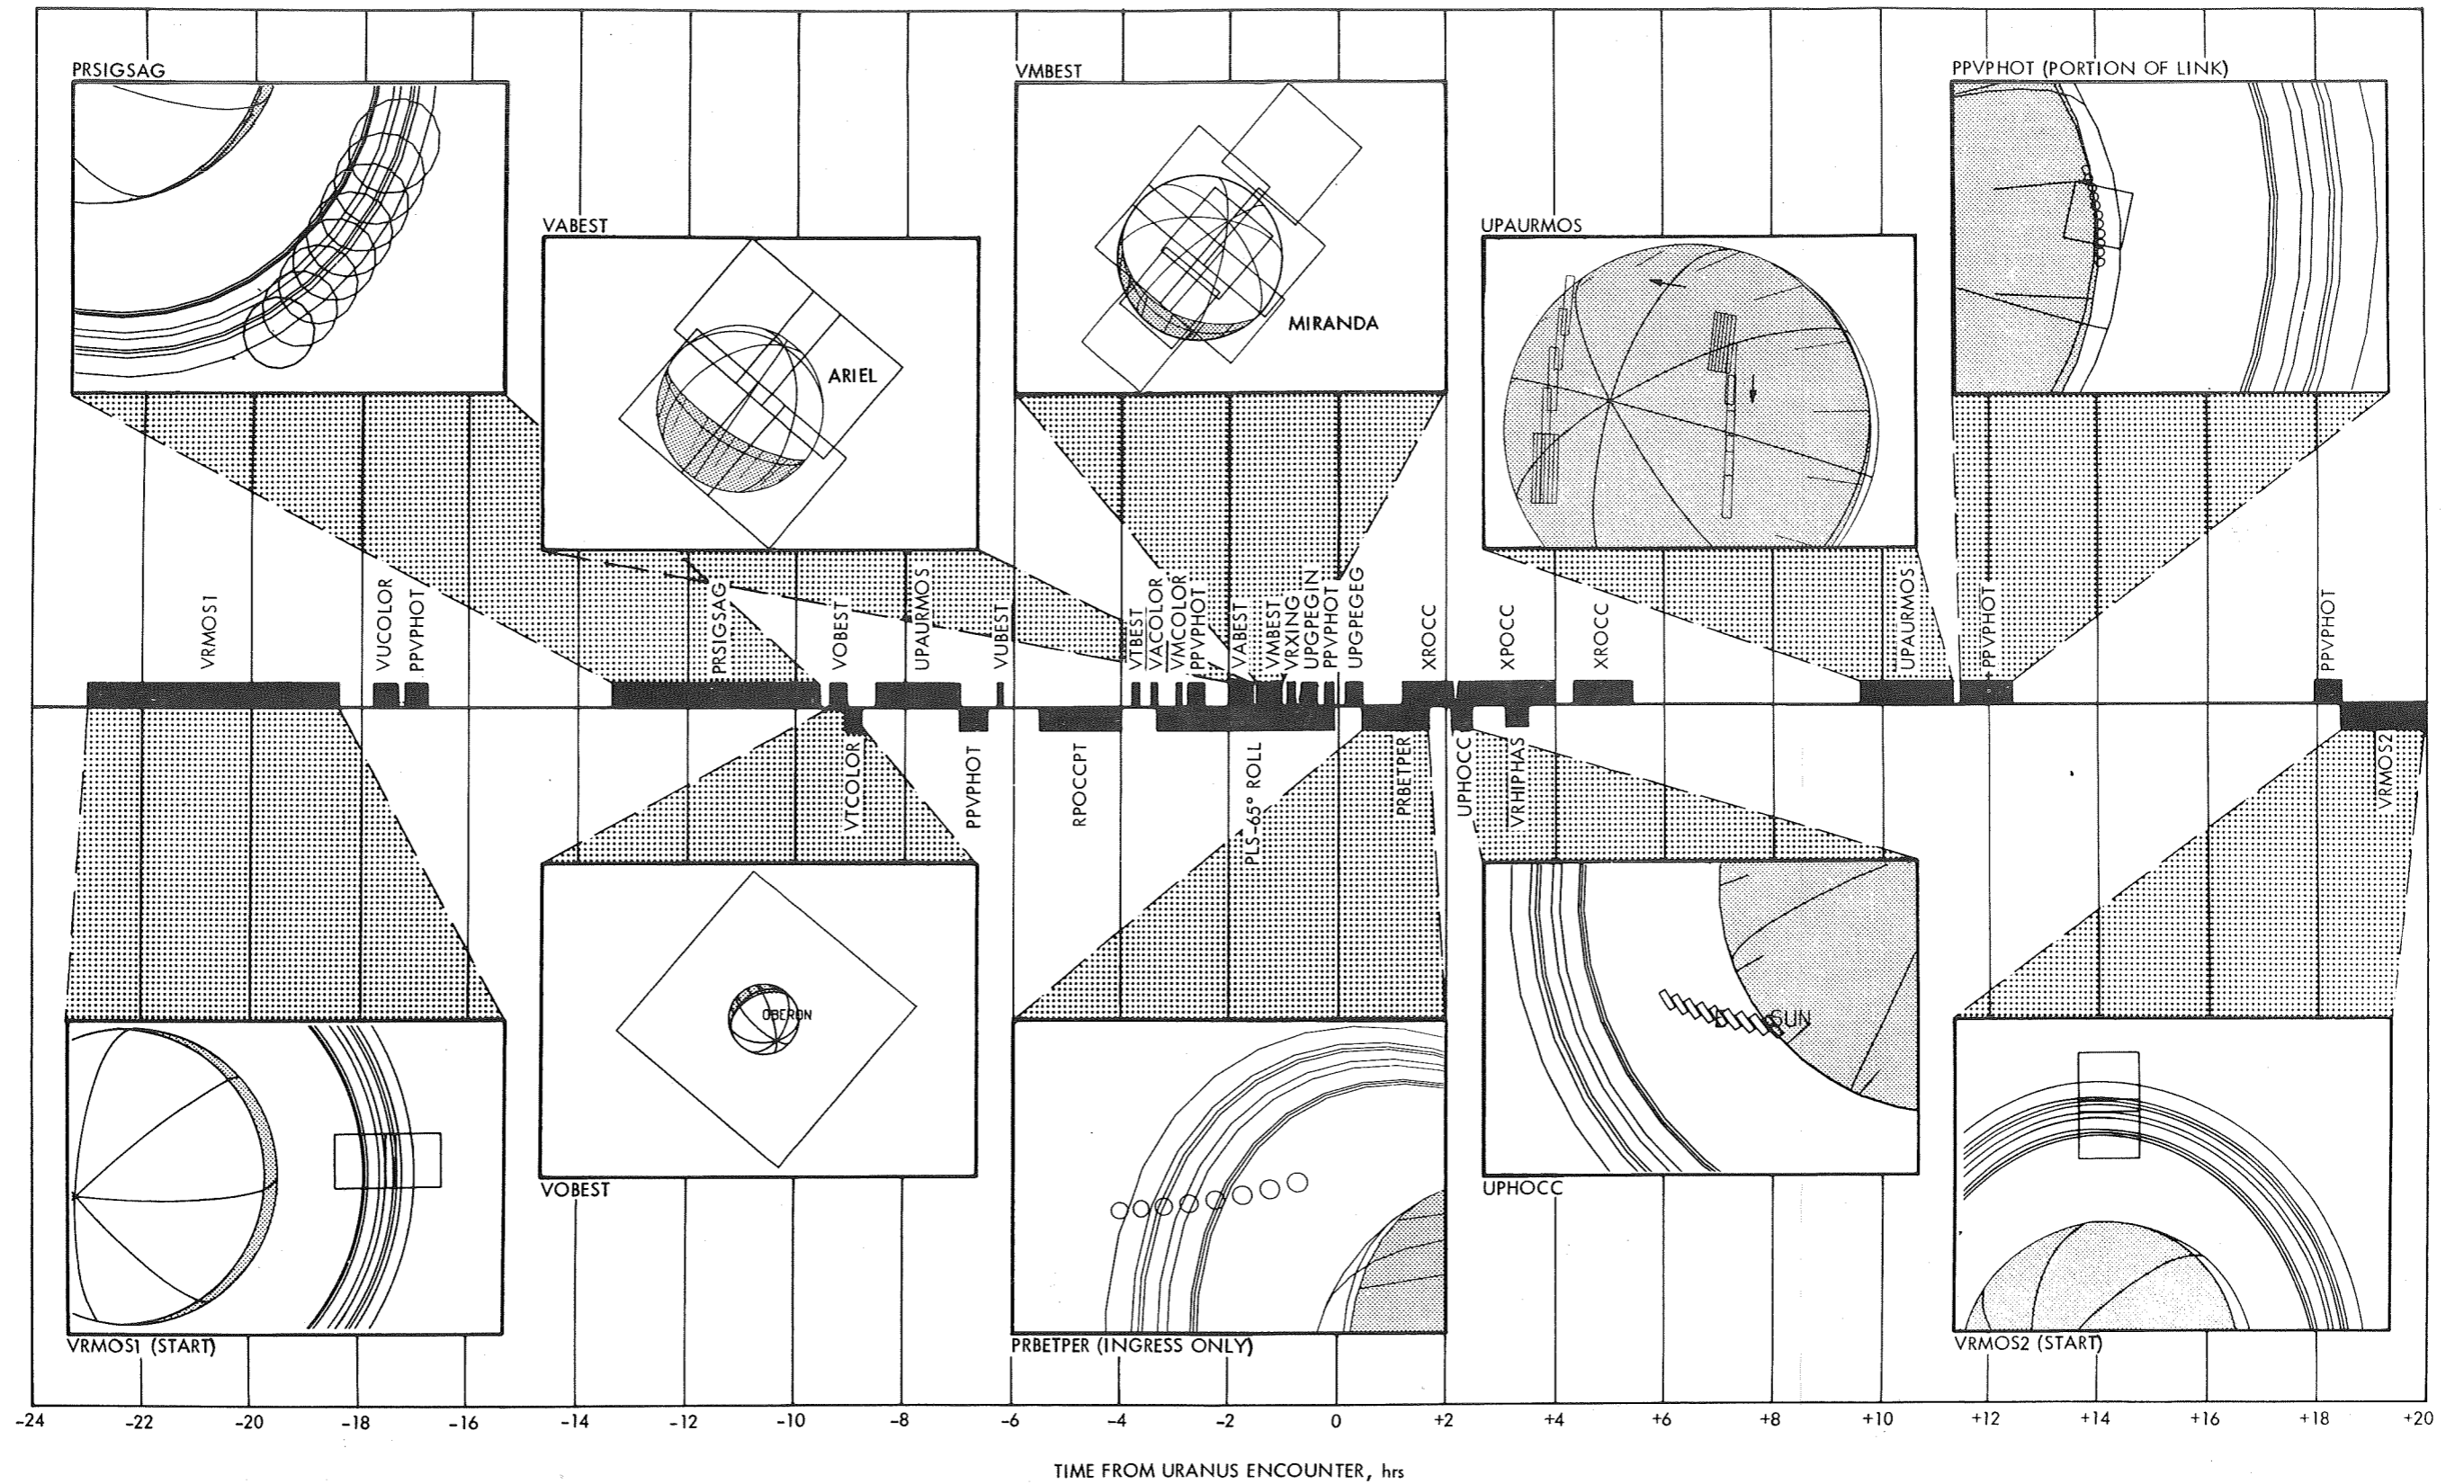 PRSIGSAG
VMBEST
PPVPHOT (PORTION OF LINK)
VABEST
UPAURMOS
ARIEL
MIRANDA
VRMOS1
VUCOLOR
PPVPHOT
PRSIGSAG
VOBEST
UPAURMOS
VUBEST
VTBEST
VACOLOR
VMCOLOR
PPVPHOT
VABEST
VMBEST
VRXING
UPGPEGIN
PPVPHOT
UPGPEGEG
XROCC
XPOCC
XROCC
UPAURMOS
PPVPHOT
PPVPHOT
VTCOLOR
PPVPHOT
RPOCCPT
PLS-65° ROLL
PRBETPER
UPHOCC
VRHIPHAS
VRMOS2
OBERON
SUN
VOBEST
UPHOCC
VRMOS1 (START)
PRBETPER (INGRESS ONLY)
VRMOS2 (START)
-24 -22 -20 -18 -16 -14 -12 -10 -8 -6 -4 -2 0 +2 +4 +6 +8 +10 +12 +14 +16 +18 +20
TIME FROM URANUS ENCOUNTER, hrs